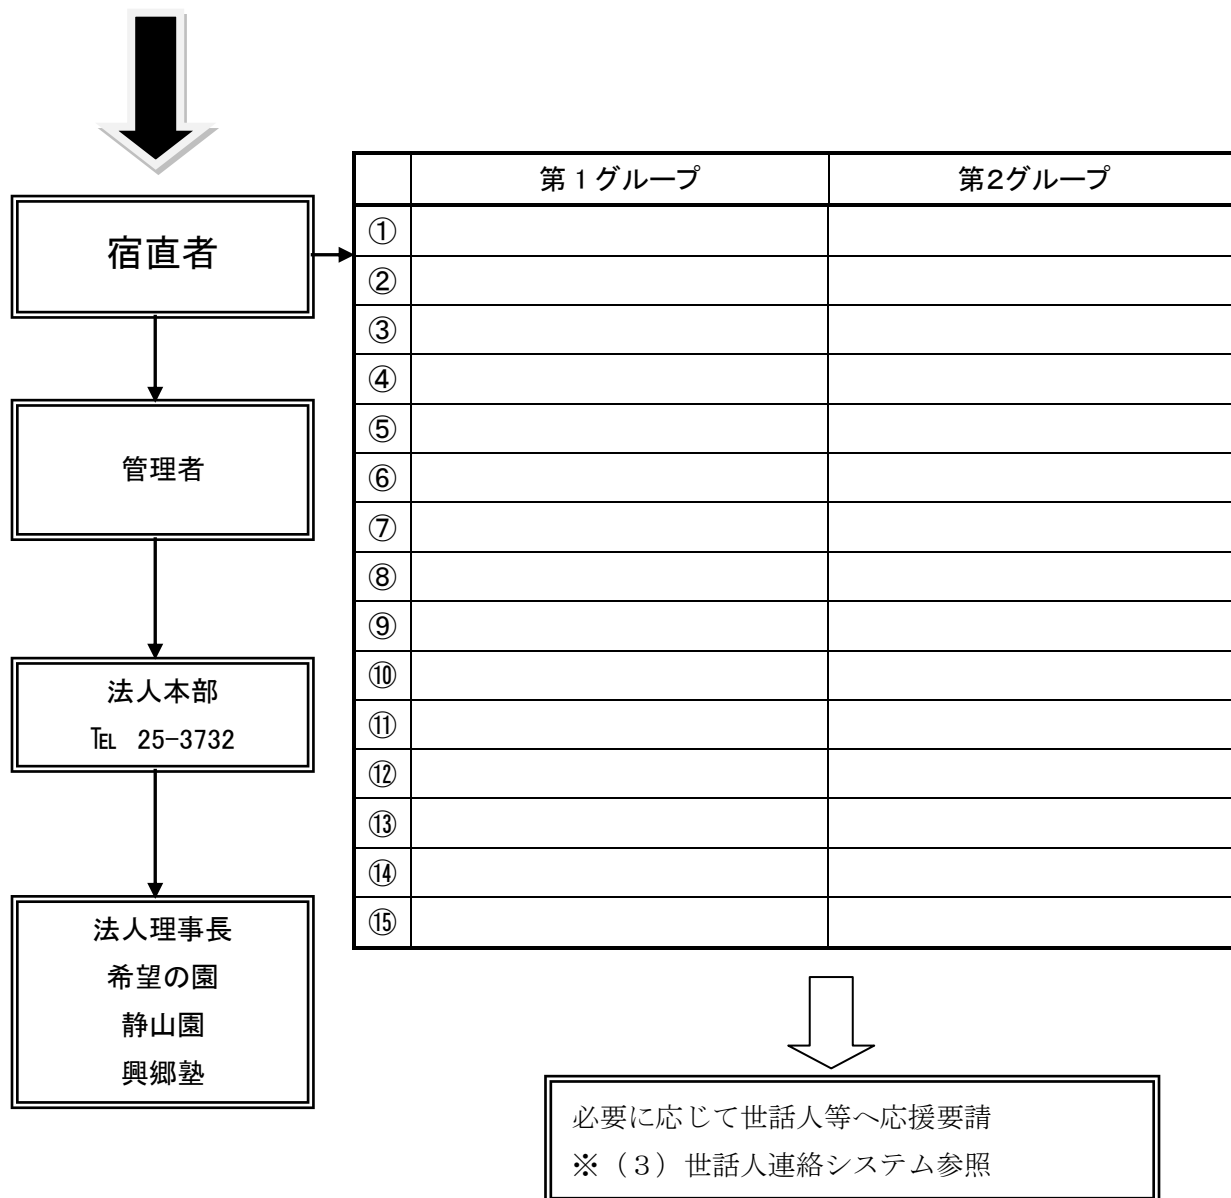 宿直者
管理者
法人本部
℡ 25-3732
法人理事長
希望の園
静山園
興郷塾
第1グループ 第2グループ
①
②
③
④
⑤
⑥
⑦
⑧
⑨
⑩
⑪
⑫
⑬
⑭
⑮
必要に応じて世話人等へ応援要請
※(3)世話人連絡システム参照